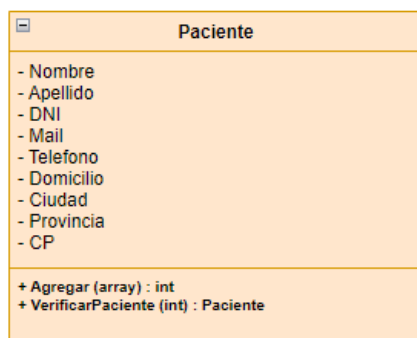 Paciente
- Nombre
- Apellido
- DNI
- Mail
- Telefono
- Domicilio
- Ciudad
- Provincia
- CP
+ Agregar (array) : int
+ VerificarPaciente (int) : Paciente